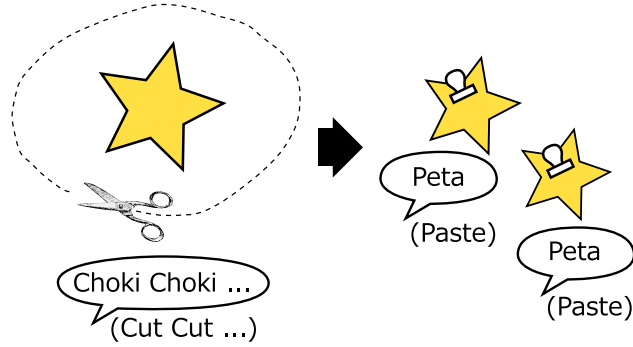 Choki Choki ...
(Cut Cut ...)
Peta
(Paste)
Peta
(Paste)